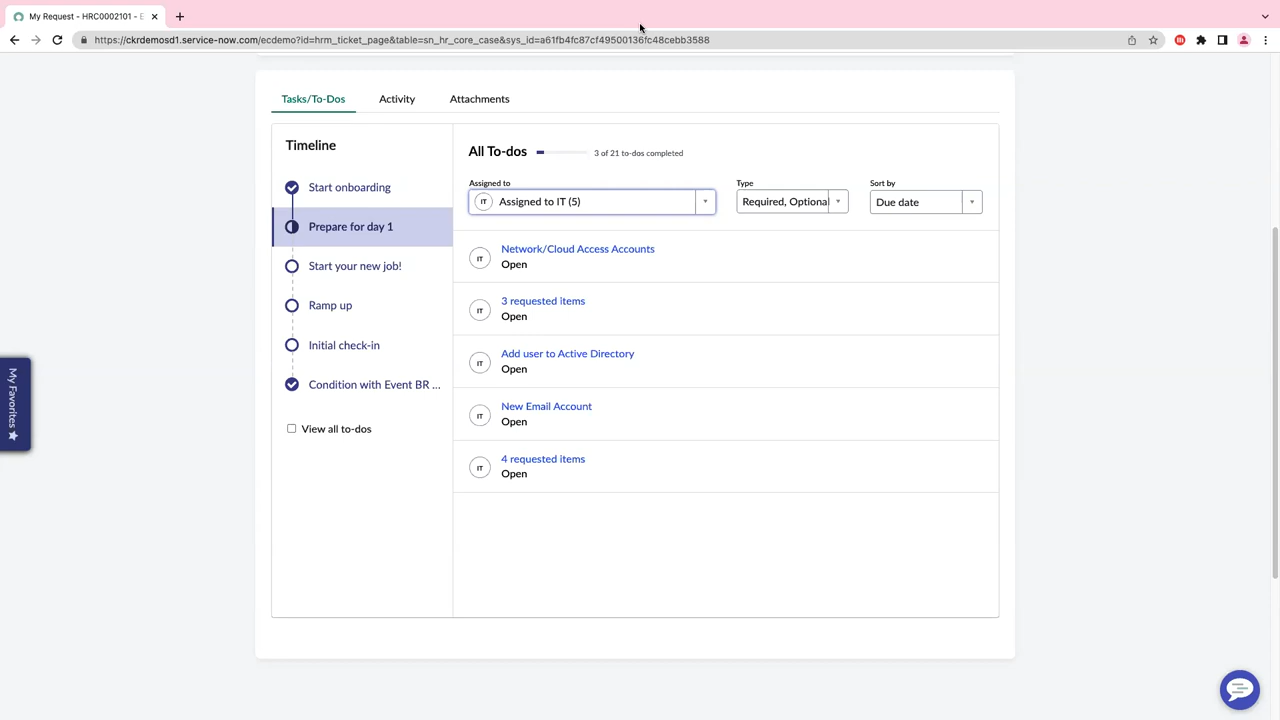 My Request - HRC0002101 - E
https://ckrdemosd1.service-now.com/ecdemo?id=hrm_ticket_page&table=sn_hr_core_case&sys_id=a61fb4fc87cf49500136fc48cebb3588
Tasks/To-Dos
Activity
Attachments
Timeline
Start onboarding
Prepare for day 1
Start your new job!
Ramp up
Initial check-in
Condition with Event BR ...
View all to-dos
All To-dos
3 of 21 to-dos completed
Assigned to
IT Assigned to IT (5)
Type
Required, Optional
Sort by
Due date
IT
Network/Cloud Access Accounts
Open
IT
3 requested items
Open
IT
Add user to Active Directory
Open
IT
New Email Account
Open
IT
4 requested items
Open
My Favorites